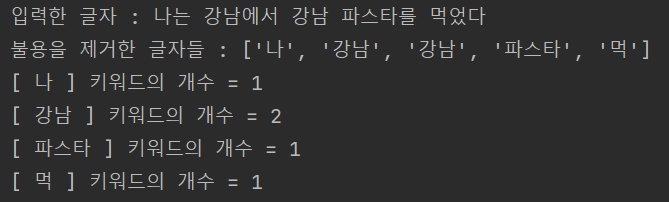 입력한 글자 : 나는 강남에서 강남 파스타를 먹었다
불용을 제거한 글자들 : ['나', '강남', '강남', '파스타', '먹']
[ 나 ] 키워드의 개수 = 1
[ 강남 ] 키워드의 개수 = 2
[ 파스타 ] 키워드의 개수 = 1
[ 먹 ] 키워드의 개수 = 1